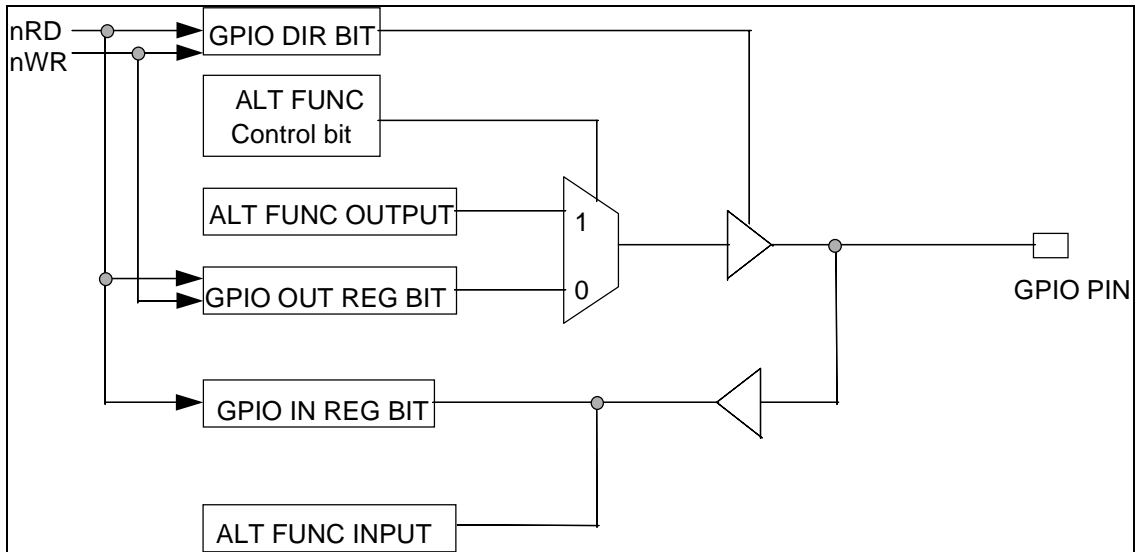 nRD
nWR
GPIO DIR BIT
ALT FUNC
Control bit
ALT FUNC OUTPUT
1
GPIO OUT REG BIT
0
GPIO PIN
GPIO IN REG BIT
ALT FUNC INPUT